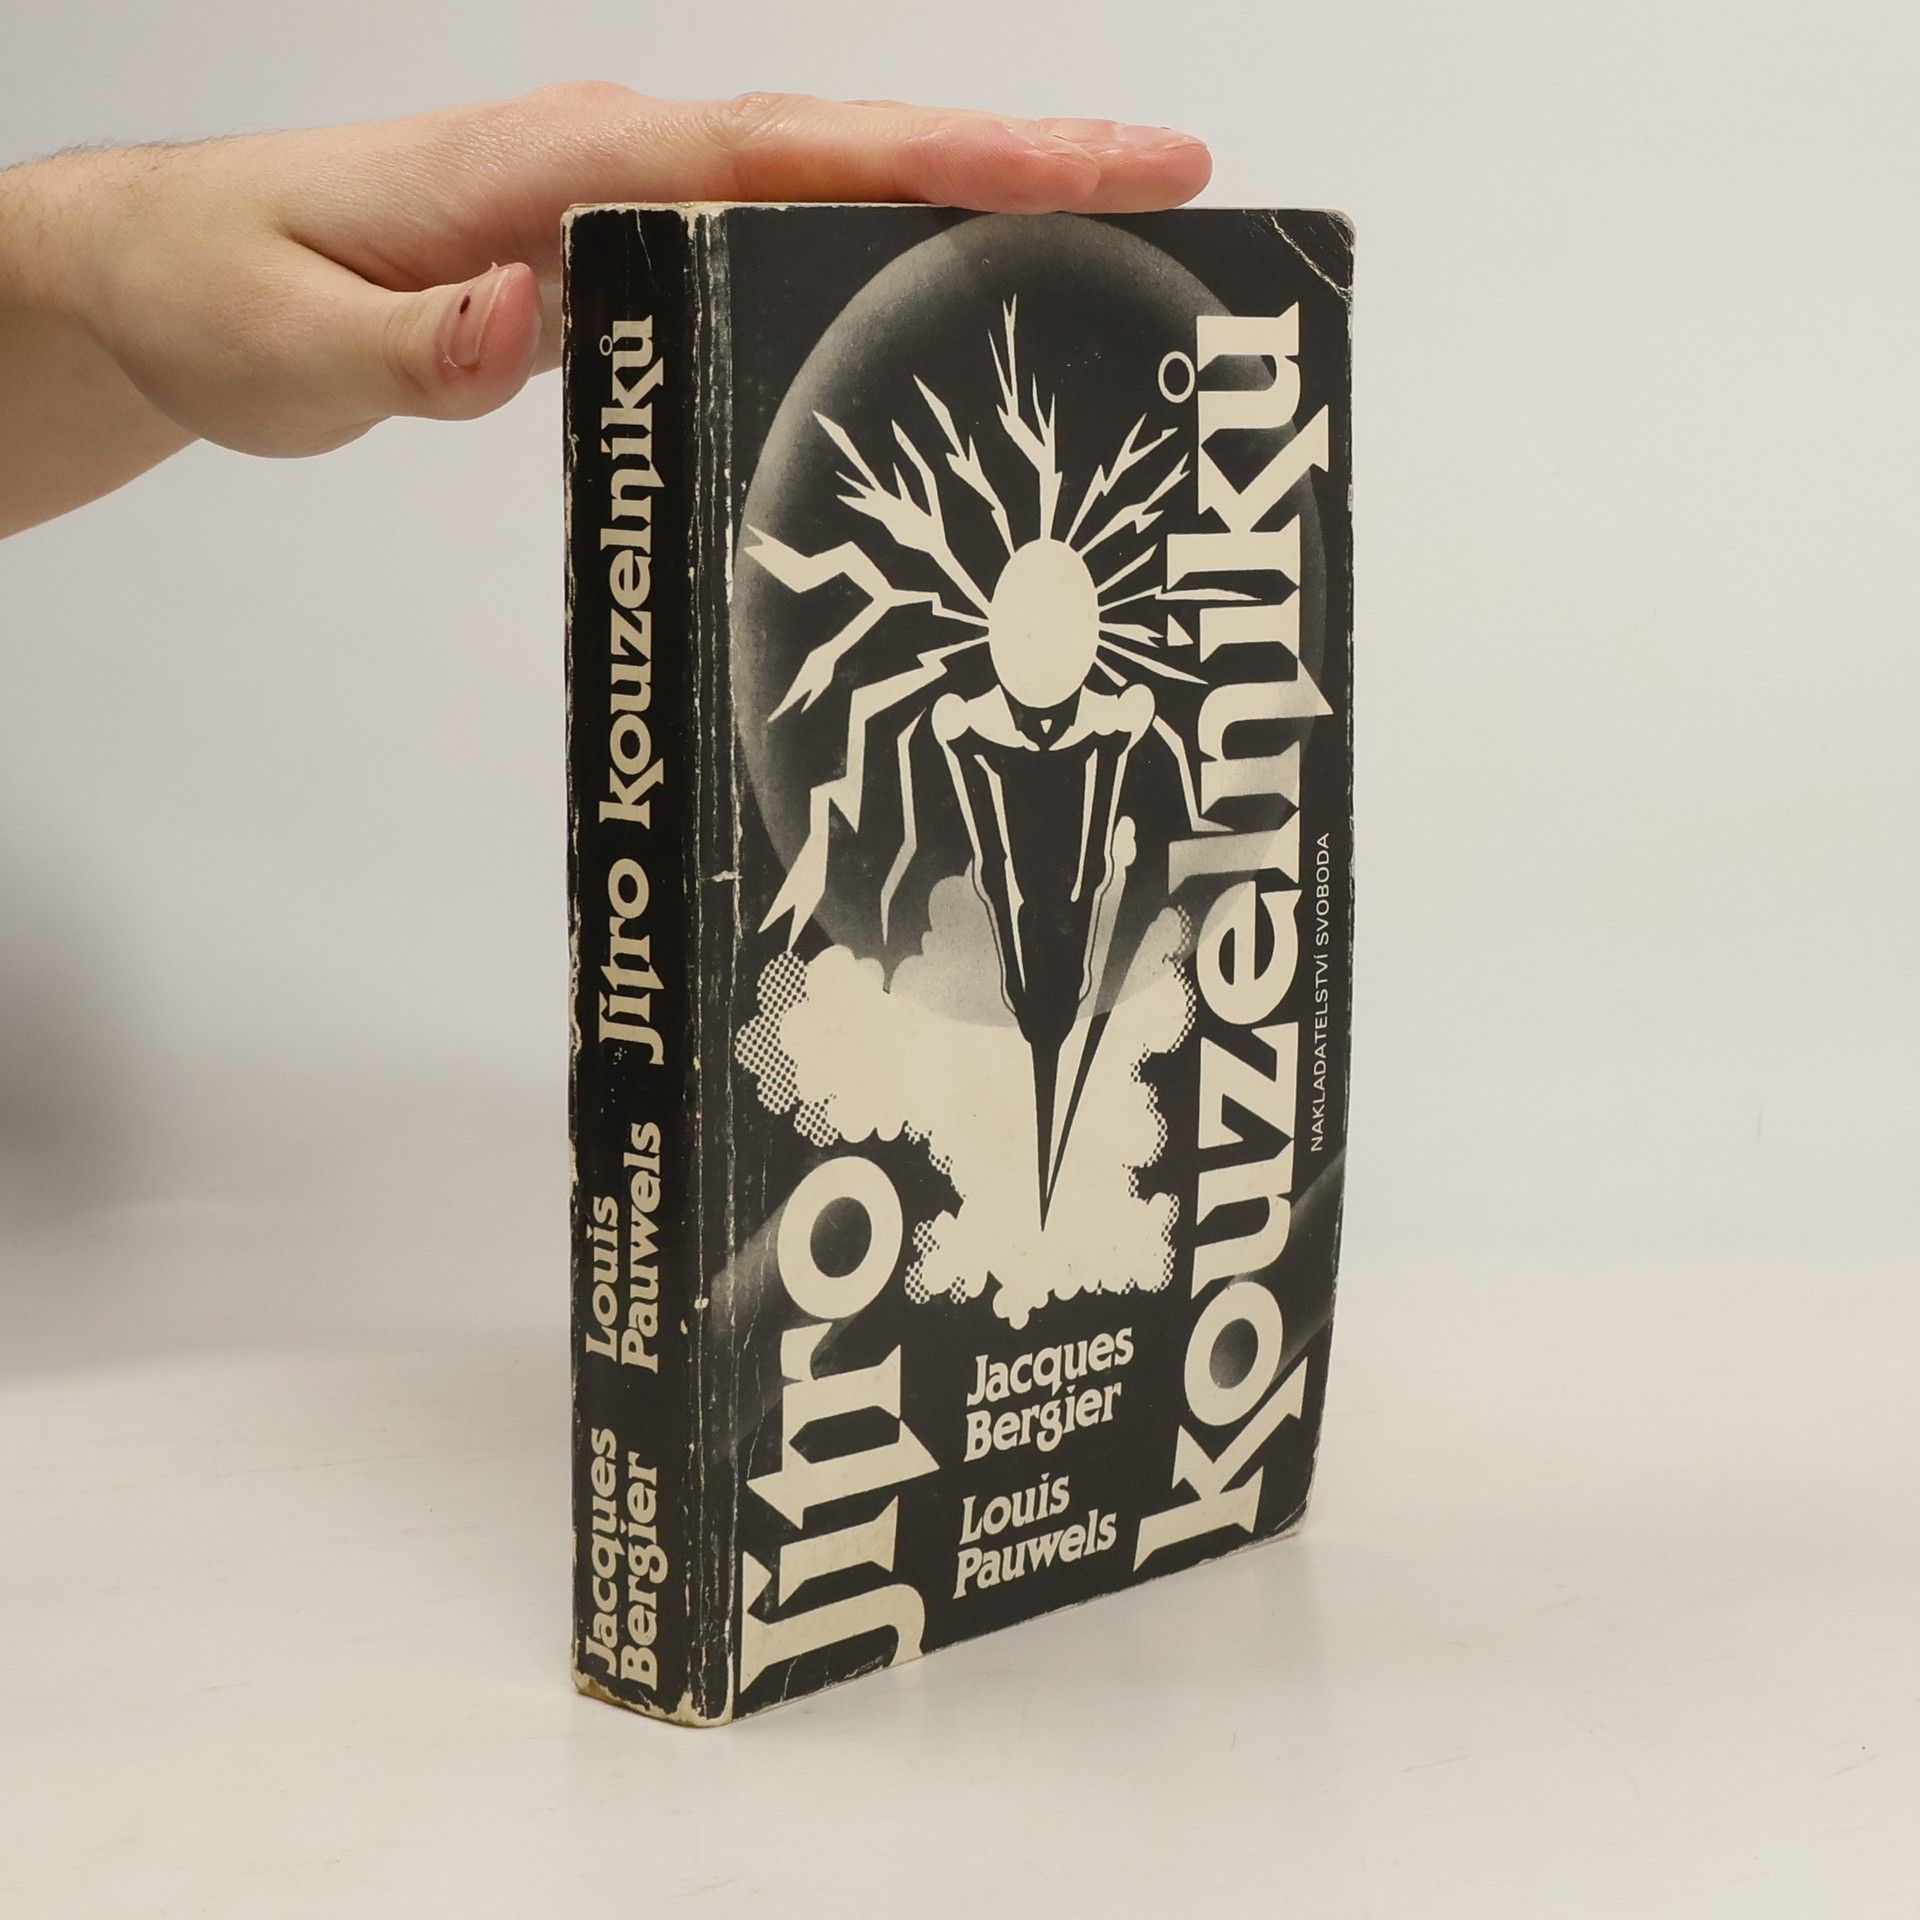 Jacques
Bergier
Louis
Pauwels
Jitro kouzelníků
Jitro
kouzelníků
Jacques
Bergier
Louis
Pauwels
NAKLADATELSTVÍ SVOBODA